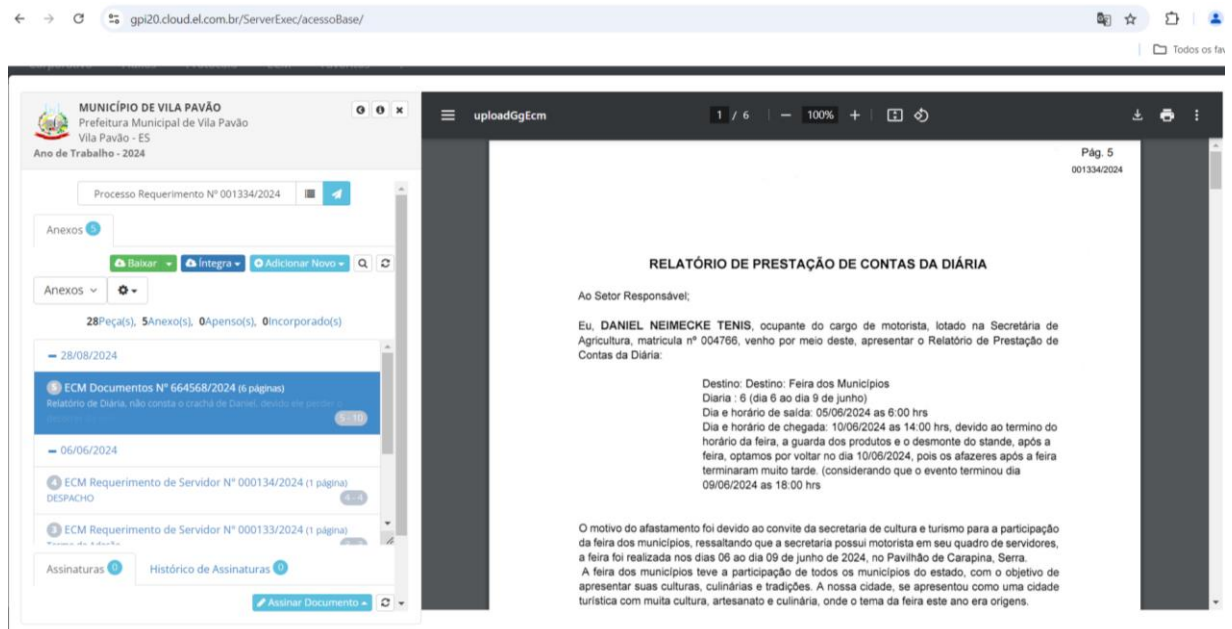 gpi20.cloud.el.com.br/ServerExec/acessoBase/
Todos os fav
MUNICÍPIO DE VILA PAVÃO
Prefeitura Municipal de Vila Pavão
Vila Pavão - ES
Ano de Trabalho - 2024
Processo Requerimento Nº 001334/2024
Anexos 5
Baixar Íntegra Adicionar Novo
Anexos
28Peça(s), 5Anexo(s), 0Apenso(s), 0Incorporado(s)
28/08/2024
5 ECM Documentos Nº 664568/2024 (6 páginas)
Relatório de Diária, não consta o cracha de Daniel, devido ele perder o
5 - 10
06/06/2024
4 ECM Requerimento de Servidor Nº 000134/2024 (1 página)
DESPACHO
4 - 4
3 ECM Requerimento de Servidor Nº 000133/2024 (1 página)
Assinaturas 0 Histórico de Assinaturas 0
Assinar Documento
uploadGgEcm 1 / 6 100%
Pág. 5
001334/2024
RELATÓRIO DE PRESTAÇÃO DE CONTAS DA DIÁRIA
Ao Setor Responsável;
Eu, DANIEL NEIMECKE TENIS, ocupante do cargo de motorista, lotado na Secretária de
Agricultura, matricula nº 004766, venho por meio deste, apresentar o Relatório de Prestação de
Contas da Diária:
Destino: Destino: Feira dos Municípios
Diaria : 6 (dia 6 ao dia 9 de junho)
Dia e horário de saída: 05/06/2024 as 6:00 hrs
Dia e horário de chegada: 10/06/2024 as 14:00 hrs, devido ao termino do
horário da feira, a guarda dos produtos e o desmonte do stande, após a
feira, optamos por voltar no dia 10/06/2024, pois os afazeres após a feira
terminaram muito tarde. (considerando que o evento terminou dia
09/06/2024 as 18:00 hrs
O motivo do afastamento foi devido ao convite da secretaria de cultura e turismo para a participação
da feira dos municípios, ressaltando que a secretaria possui motorista em seu quadro de servidores,
a feira foi realizada nos dias 06 ao dia 09 de junho de 2024, no Pavilhão de Carapina, Serra.
A feira dos municípios teve a participação de todos os municípios do estado, com o objetivo de
apresentar suas culturas, culinárias e tradições. A nossa cidade, se apresentou como uma cidade
turística com muita cultura, artesanato e culinária, onde o tema da feira este ano era origens.